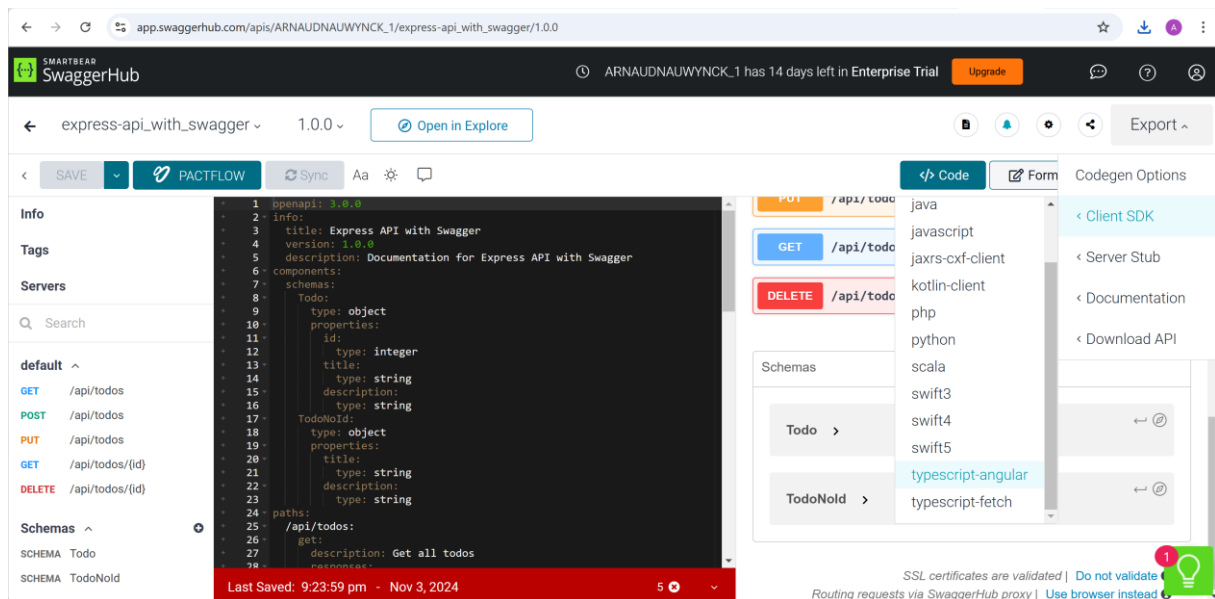 app.swaggerhub.com/apis/ARNAUDNAUWYNCK_1/express-api_with_swagger/1.0.0
A
SMARTBEAR
SwaggerHub
ARNAUDNAUWYNCK_1 has 14 days left in Enterprise Trial
Upgrade
express-api_with_swagger
1.0.0
Open in Explore
Export
SAVE
PACTFLOW
Sync
Aa
</> Code
Form
Codegen Options
Info
Tags
Servers
Search
default
GET /api/todos
POST /api/todos
PUT /api/todos
GET /api/todos/{id}
DELETE /api/todos/{id}
Schemas
SCHEMA Todo
SCHEMA TodoNoId
1 openapi: 3.0.0
2 info:
3 title: Express API with Swagger
4 version: 1.0.0
5 description: Documentation for Express API with Swagger
6 components:
7 schemas:
8 Todo:
9 type: object
10 properties:
11 id:
12 type: integer
13 title:
14 type: string
15 description:
16 type: string
17 TodoNoId:
18 type: object
19 properties:
20 title:
21 type: string
22 description:
23 type: string
24 paths:
25 /api/todos:
26 get:
27 description: Get all todos
28 responses:
Last Saved: 9:23:59 pm - Nov 3, 2024
5
PUT /api/todo
GET /api/todo
DELETE /api/todo
Schemas
Todo
TodoNoId
java
javascript
jaxrs-cxf-client
kotlin-client
php
python
scala
swift3
swift4
swift5
typescript-angular
typescript-fetch
< Client SDK
< Server Stub
< Documentation
< Download API
1
SSL certificates are validated | Do not validate
Routing requests via SwaggerHub proxy | Use browser instead